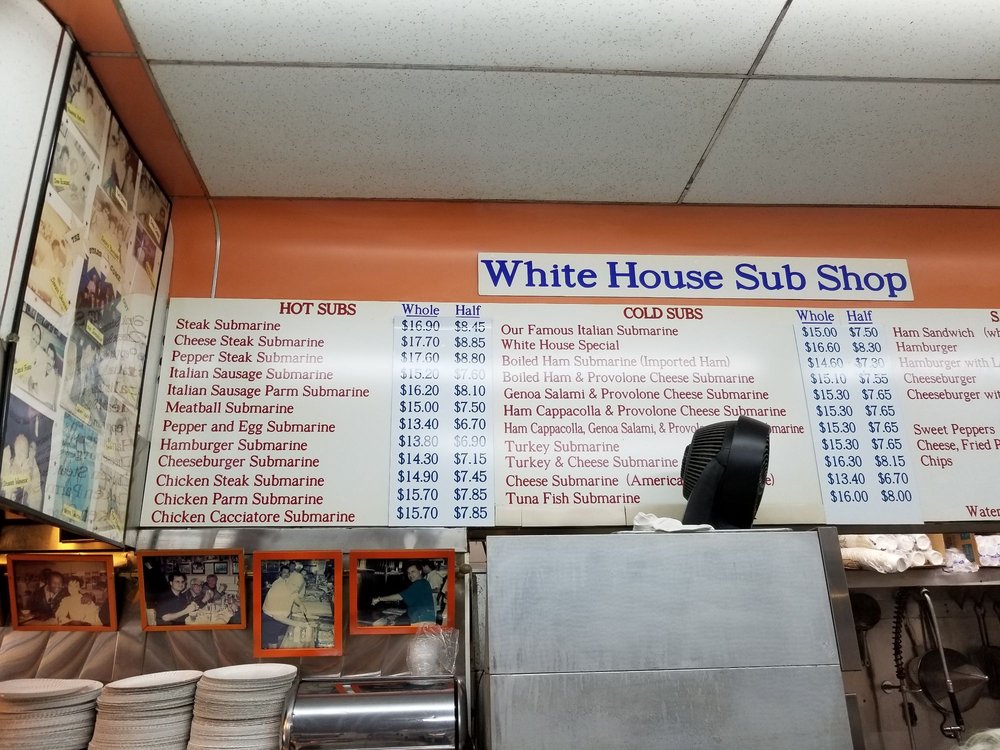 White House Sub Shop
HOT SUBS Whole Half
Steak Submarine $16.90 $8.45
Cheese Steak Submarine $17.70 $8.85
Pepper Steak Submarine $17.60 $8.80
Italian Sausage Submarine $15.20 $7.60
Italian Sausage Parm Submarine $16.20 $8.10
Meatball Submarine $15.00 $7.50
Pepper and Egg Submarine $13.40 $6.70
Hamburger Submarine $13.80 $6.90
Cheeseburger Submarine $14.30 $7.15
Chicken Steak Submarine $14.90 $7.45
Chicken Parm Submarine $15.70 $7.85
Chicken Cacciatore Submarine $15.70 $7.85
COLD SUBS Whole Half
Our Famous Italian Submarine $15.00 $7.50
White House Special $16.60 $8.30
Boiled Ham Submarine (Imported Ham) $14.60 $7.30
Boiled Ham & Provolone Cheese Submarine $15.10 $7.55
Genoa Salami & Provolone Cheese Submarine $15.30 $7.65
Ham Cappacolla & Provolone Cheese Submarine $15.30 $7.65
Ham Cappacolla, Genoa Salami, & $15.30 $7.65
Turkey Submarine $15.30 $7.65
Turkey & Cheese Submarine $16.30 $8.15
Cheese Submarine $13.40 $6.70
Tuna Fish Submarine $16.00 $8.00
S
Ham Sandwich
Hamburger
Hamburger with
Cheeseburger
Cheeseburger
Sweet Peppers
Cheese, Fried
Chips
Water